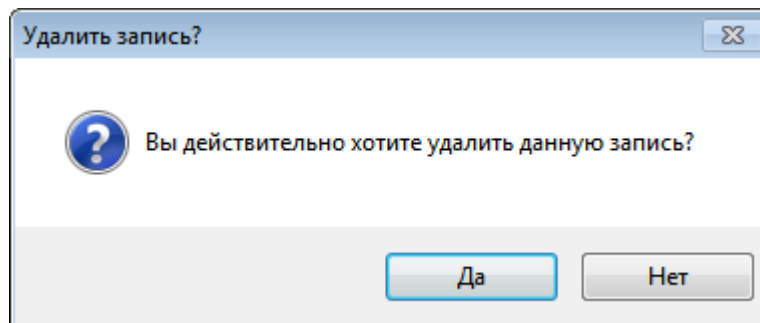 Удалить запись?
Вы действительно хотите удалить данную запись?
Да
Нет